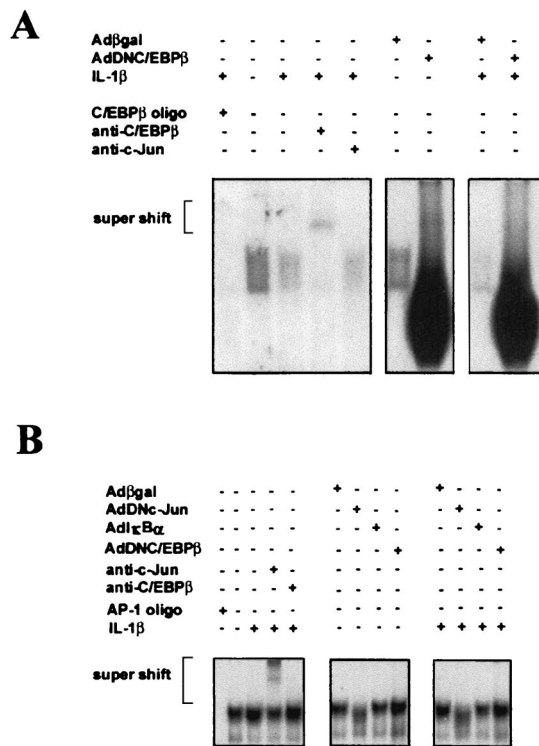 A
Adβgal - - - - - + - + -
AdDNC/EBPβ - - - - - - + - +
IL-1β + - + + + - - + +
C/EBPβ oligo + - - - - - - - -
anti-C/EBPβ - - - + - - - - -
anti-c-Jun - - - - + - - - -
super shift
B
Adβgal - - - - - + - - - + - - -
AdDNc-Jun - - - - - - + - - - + - -
AdIκBα - - - - - - - + - - - + -
AdDNC/EBPβ - - - - - - - - + - - - +
anti-c-Jun - - - + - - - - - - - - -
anti-C/EBPβ - - - - + - - - - - - - -
AP-1 oligo + - - - - - - - - - - - -
IL-1β - - + + + - - - - + + + +
super shift